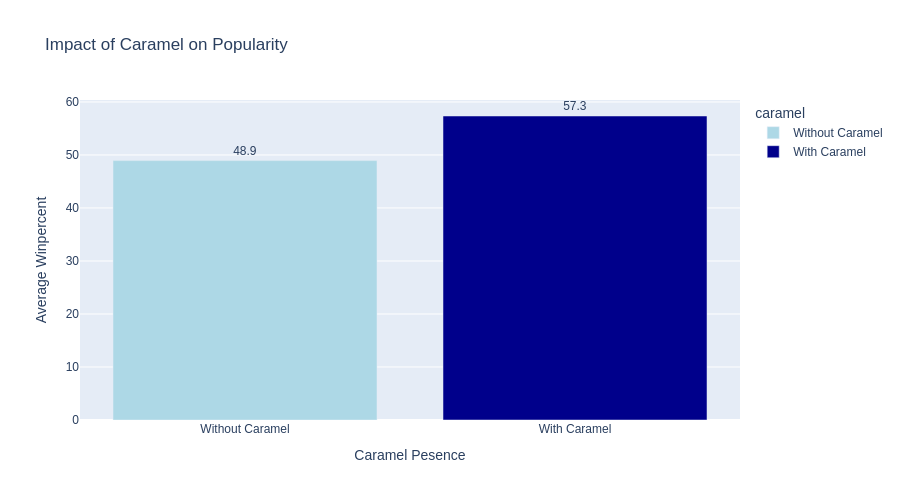 Impact of Caramel on Popularity
60
50
40
30
20
10
0
Average Winpercent
48.9
57.3
Without Caramel
With Caramel
Caramel Pesence
caramel
Without Caramel
With Caramel